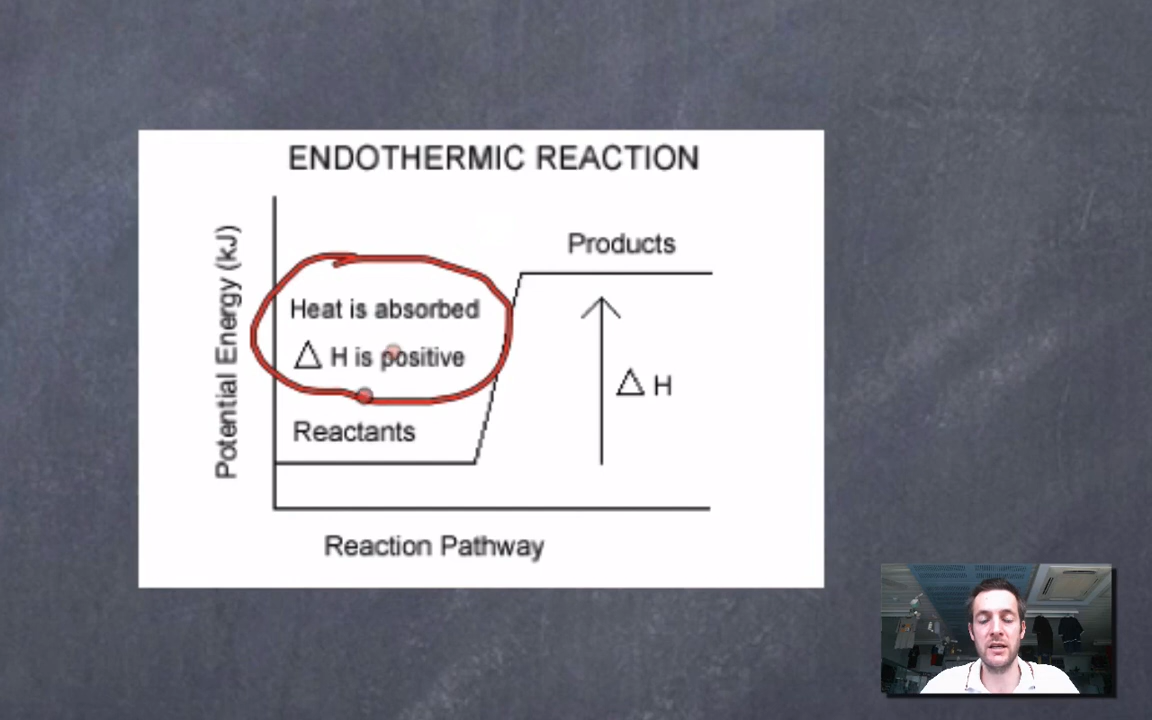 ENDOTHERMIC REACTION
Products
Heat is absorbed
△ H is positive
△ H
Reactants
Potential Energy (kJ)
Reaction Pathway